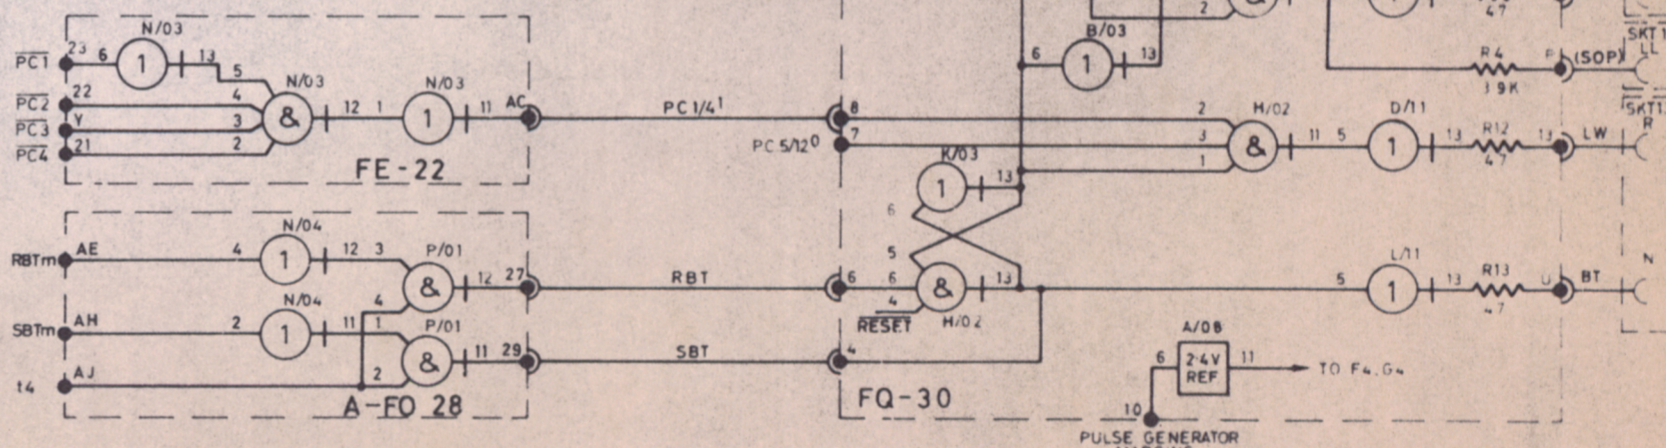 N/03
23 6 1 13
PC1
5
N/03
22
PC2
4
&
12 1
N/03
1
11 AC
Y
PC3
3
21
PC4
2
FE-22
PC1/4¹
8
PC 5/12⁰
7
2
B/03
6 1 13
47
R4
39K
P (SOP)
SKT1
LL
2
3
1
H/02
&
11 5
D/11
1
13
R12
47
13 LW
SKT1
R
K/03
1
13
6
5
RBTm
AE
4
N/04
1
12 3
P/01
&
4
12 27
RBT
6 6
&
4
RESET
H/02
13
5
L/11
1
13
R13
47
U BT
N
SBTm
AH
2
N/04
1
11 1
P/01
&
2
11 29
SBT
4
t4
AJ
A-FO 28
FQ-30
A/08
6
2·4V
REF
11
TO F4.G4
10
PULSE GENERATOR